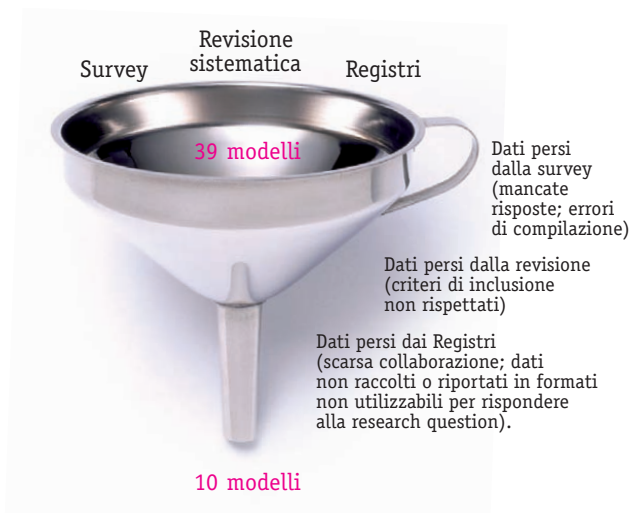 Survey
Revisione
sistematica
Registri
39 modelli
Dati persi
dalla survey
(mancate
risposte; errori
di compilazione)
Dati persi dalla revisione
(criteri di inclusione
non rispettati)
Dati persi dai Registri
(scarsa collaborazione; dati
non raccolti o riportati in formati
non utilizzabili per rispondere
alla research question).
10 modelli